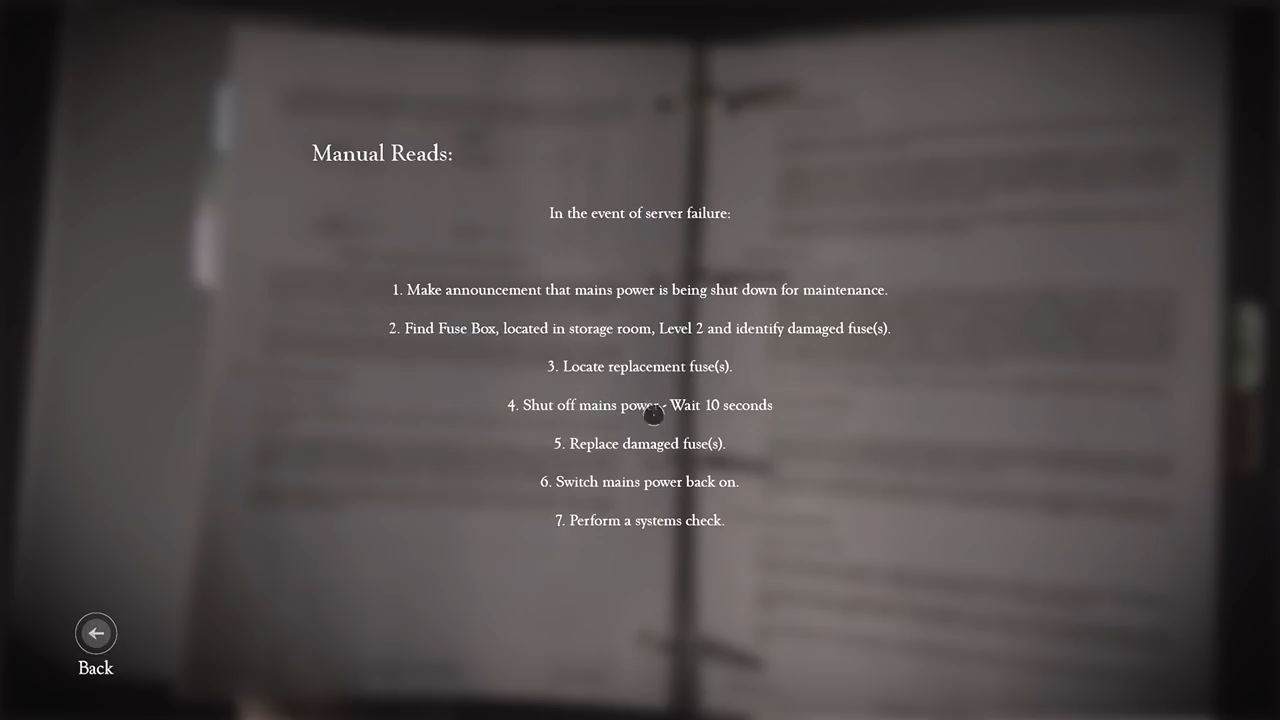 Manual Reads:
In the event of server failure:
1. Make announcement that mains power is being shut down for maintenance.
2. Find Fuse Box, located in storage room, Level 2 and identify damaged fuse(s).
3. Locate replacement fuse(s).
4. Shut off mains power - Wait 10 seconds
5. Replace damaged fuse(s).
6. Switch mains power back on.
7. Perform a systems check.
Back